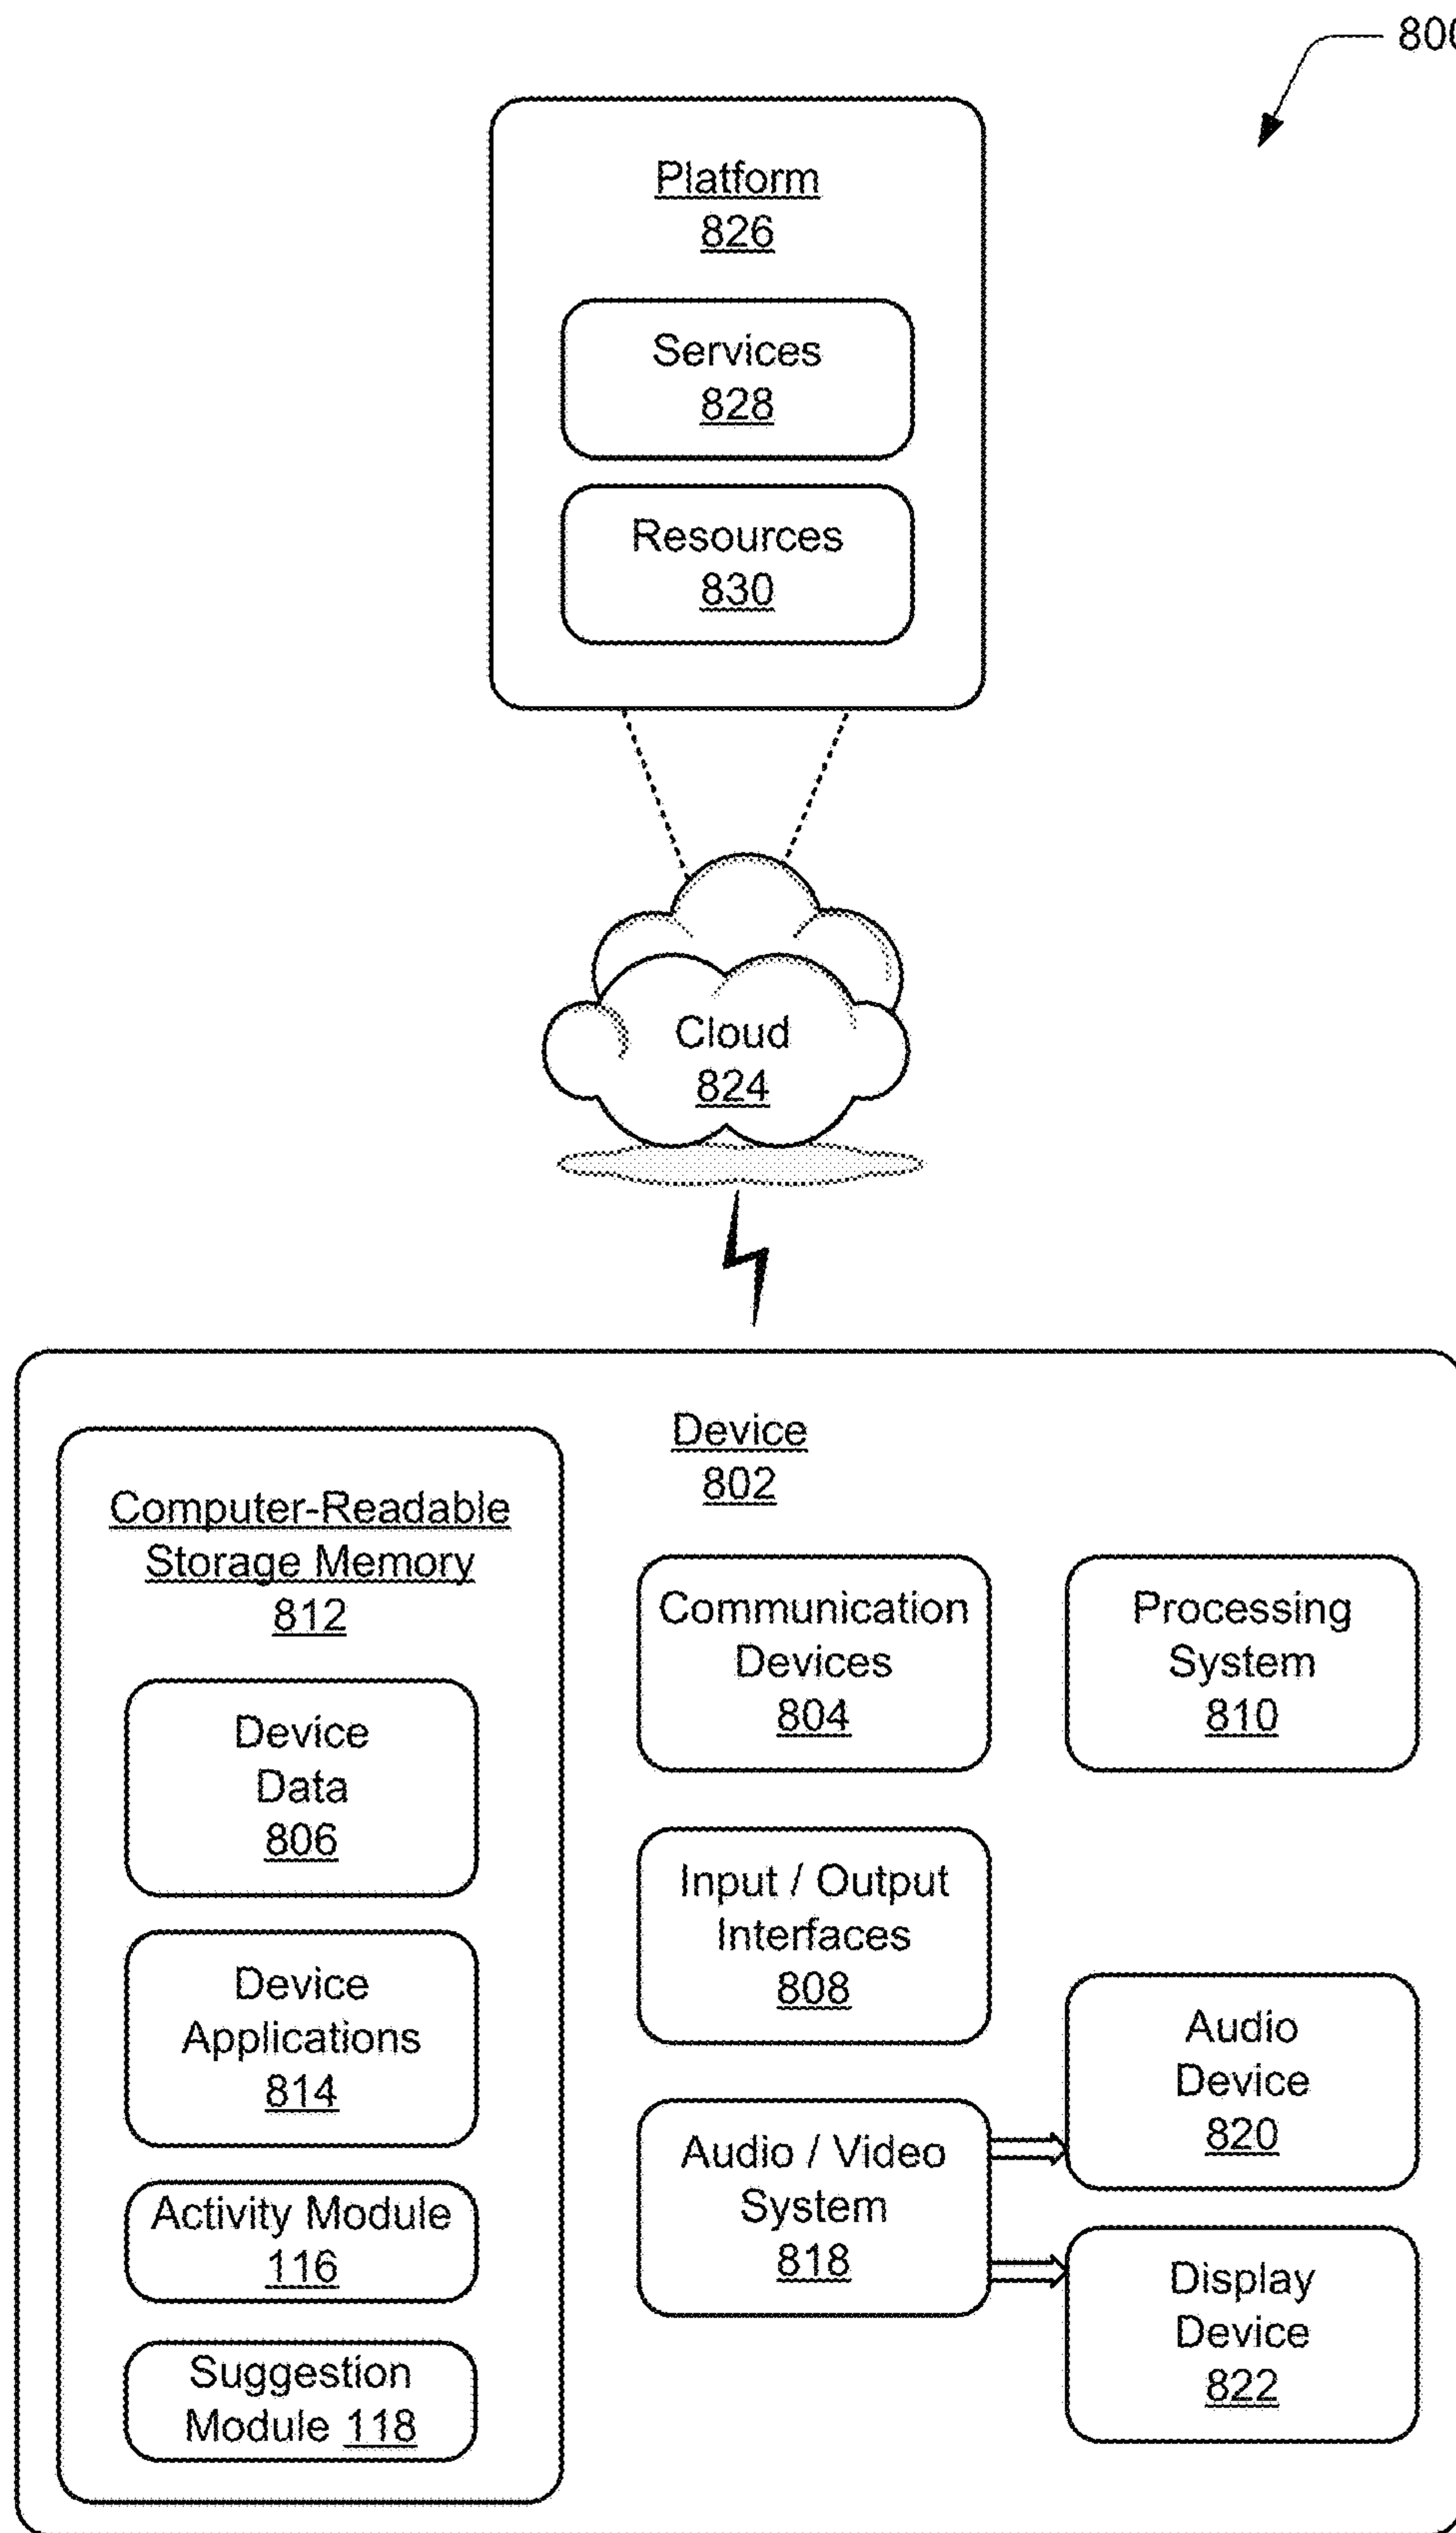 800
Platform
826
Services
828
Resources
830
Cloud
824
Device
802
Computer-Readable
Storage Memory
812
Device
Data
806
Device
Applications
814
Activity Module
116
Suggestion
Module 118
Communication
Devices
804
Processing
System
810
Input / Output
Interfaces
808
Audio / Video
System
818
Audio
Device
820
Display
Device
822